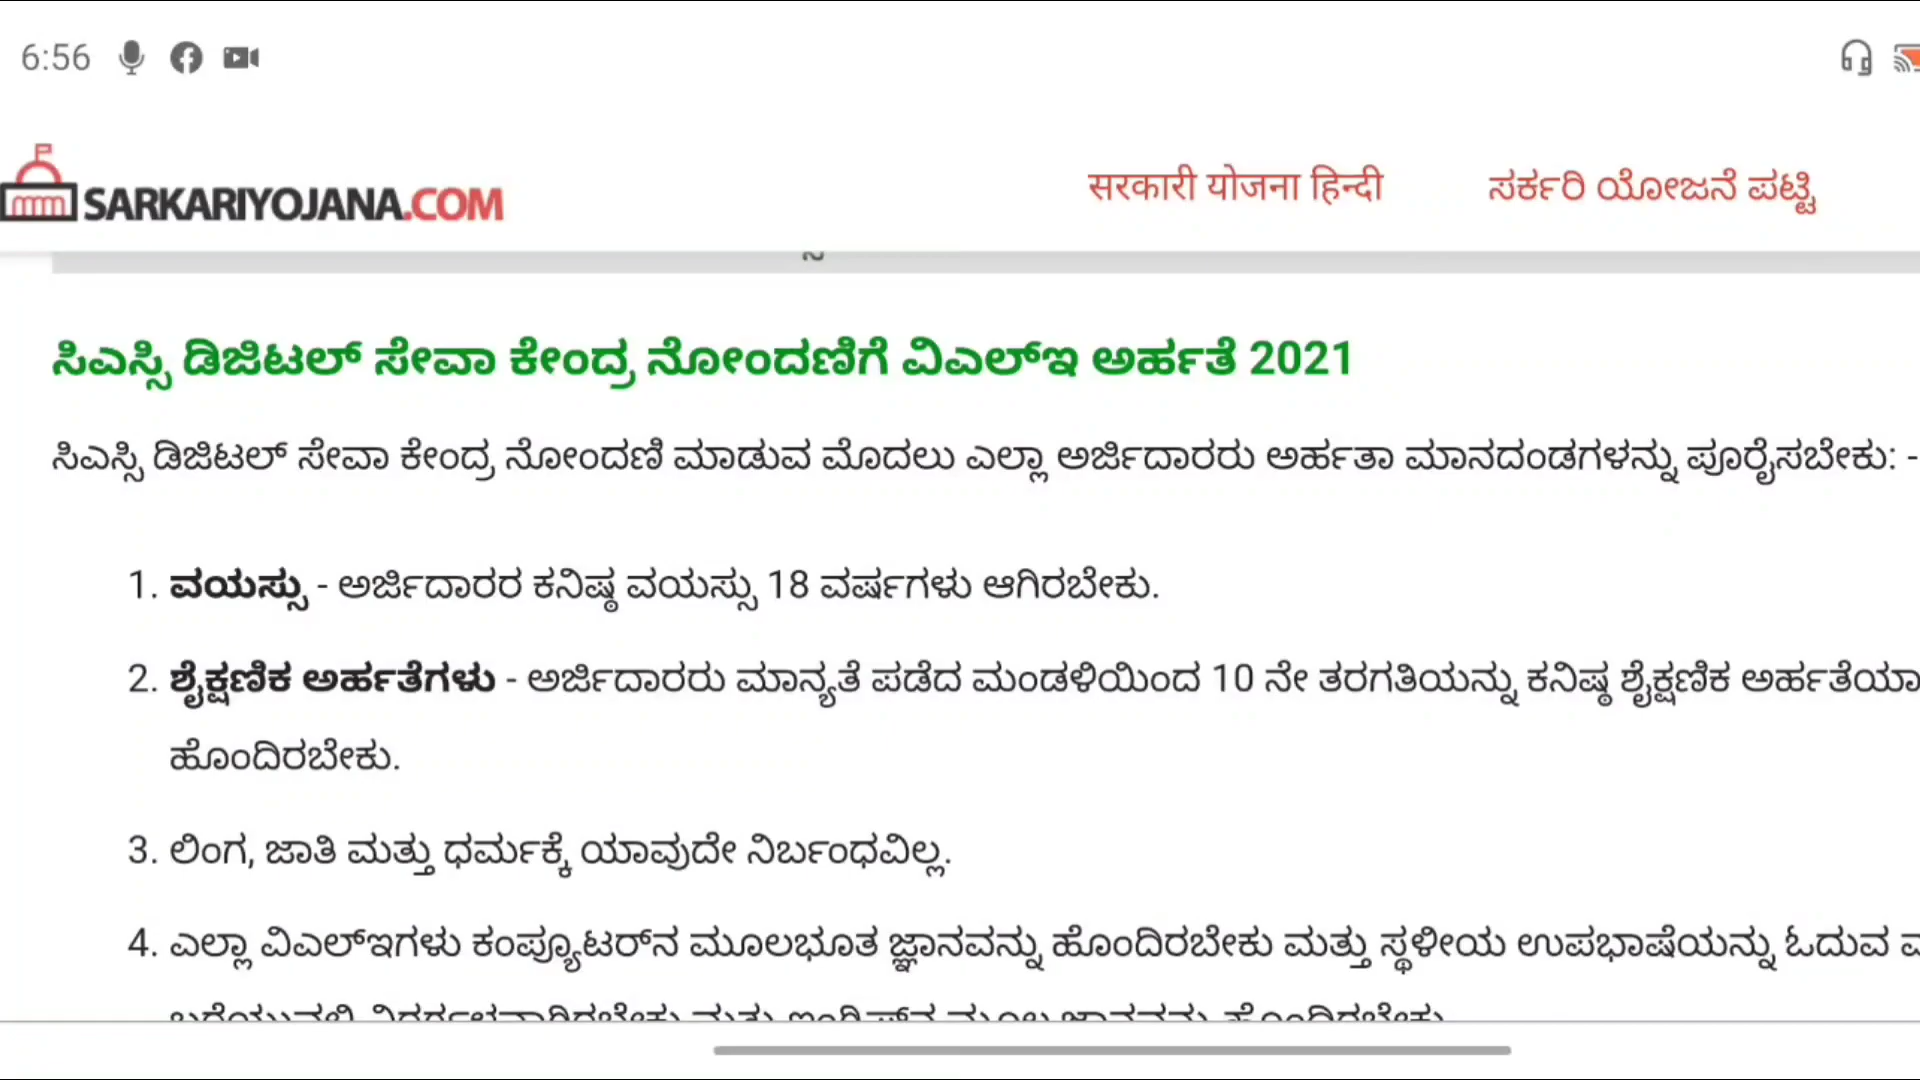 6:56
SARKARIYOJANA.COM
सरकारी योजना हिन्दी
ಸರ್ಕರಿ ಯೋಜನೆ ಪಟ್ಟಿ
ಸಿಎಸ್ಸಿ ಡಿಜಿಟಲ್ ಸೇವಾ ಕೇಂದ್ರ ನೋಂದಣಿಗೆ ವಿಎಲ್‌ಇ ಅರ್ಹತೆ 2021
ಸಿಎಸ್ಸಿ ಡಿಜಿಟಲ್ ಸೇವಾ ಕೇಂದ್ರ ನೋಂದಣಿ ಮಾಡುವ ಮೊದಲು ಎಲ್ಲಾ ಅರ್ಜಿದಾರರು ಅರ್ಹತಾ ಮಾನದಂಡಗಳನ್ನು ಪೂರೈಸಬೇಕು: -
1. ವಯಸ್ಸು - ಅರ್ಜಿದಾರರ ಕನಿಷ್ಠ ವಯಸ್ಸು 18 ವರ್ಷಗಳು ಆಗಿರಬೇಕು.
2. ಶೈಕ್ಷಣಿಕ ಅರ್ಹತೆಗಳು - ಅರ್ಜಿದಾರರು ಮಾನ್ಯತೆ ಪಡೆದ ಮಂಡಳಿಯಿಂದ 10 ನೇ ತರಗತಿಯನ್ನು ಕನಿಷ್ಠ ಶೈಕ್ಷಣಿಕ ಅರ್ಹತೆಯಾ
ಹೊಂದಿರಬೇಕು.
3. ಲಿಂಗ, ಜಾತಿ ಮತ್ತು ಧರ್ಮಕ್ಕೆ ಯಾವುದೇ ನಿರ್ಬಂಧವಿಲ್ಲ.
4. ಎಲ್ಲಾ ವಿಎಲ್‌ಇಗಳು ಕಂಪ್ಯೂಟರ್‌ನ ಮೂಲಭೂತ ಜ್ಞಾನವನ್ನು ಹೊಂದಿರಬೇಕು ಮತ್ತು ಸ್ಥಳೀಯ ಉಪಭಾಷೆಯನ್ನು ಓದುವ